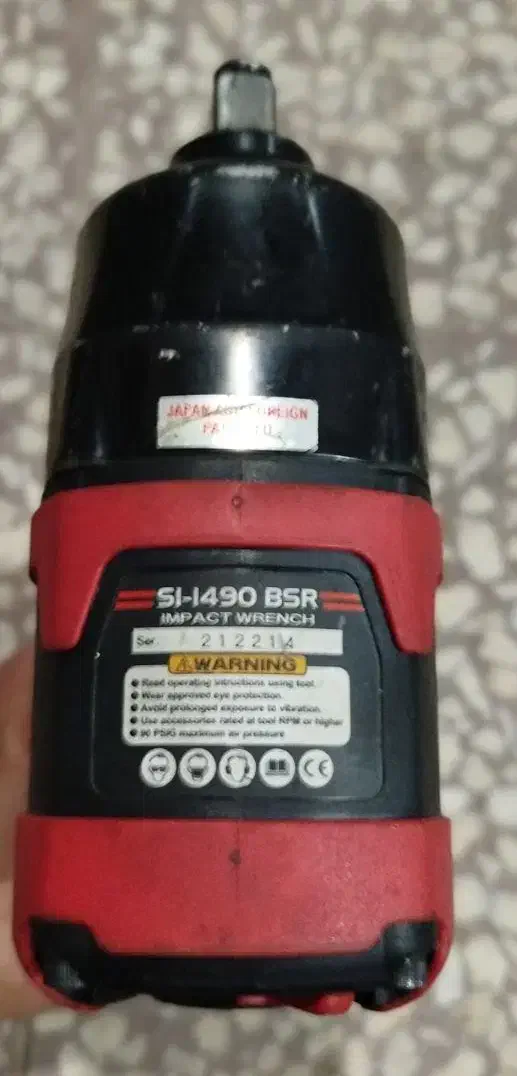 JAPAN
SI-1490 BSR
IMPACT WRENCH
Ser. 212214
WARNING
Read operating instructions using tool.
Wear approved eye protection.
Avoid prolonged exposure to vibration.
Use accessories rated at tool RPM or higher
90 PSIG maximum air pressure
CE